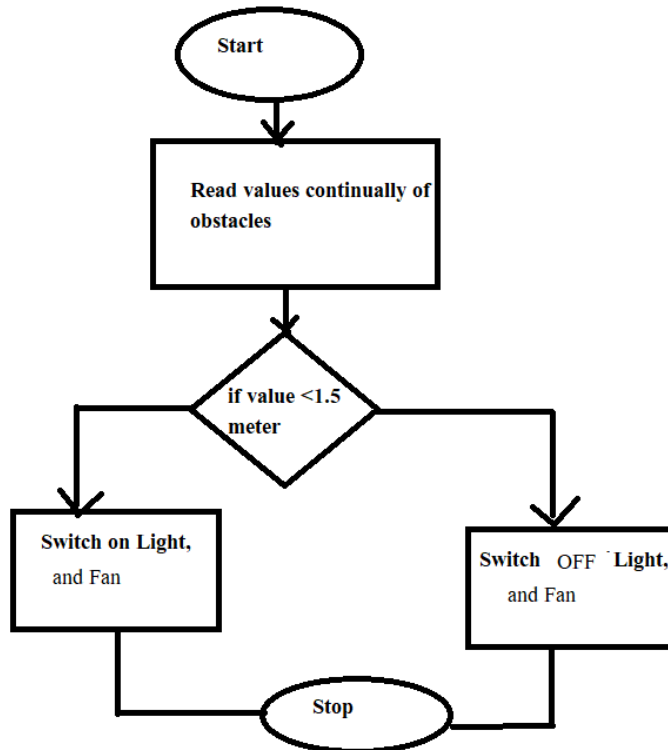 Start
Read values continually of
obstacles
if value <1.5
meter
Switch on Light,
and Fan
Switch OFF Light,
and Fan
Stop